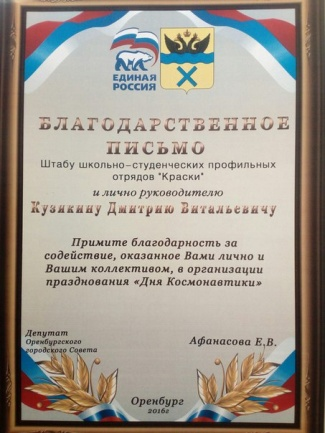 ЕДИНАЯ
РОССИЯ
БЛАГОДАРСТВЕННОЕ
ПИСЬМО
Штабу школьно-студенческих профильных
отрядов "Краски"
и лично руководителю
Кузякину Дмитрию Витальевичу
Примите благодарность за
содействие, оказанное Вами лично и
Вашим коллективом, в организации
празднования «Дня Космонавтики»
Депутат
Оренбургского
городского Совета
Афанасова Е.В.
Оренбург
2016г